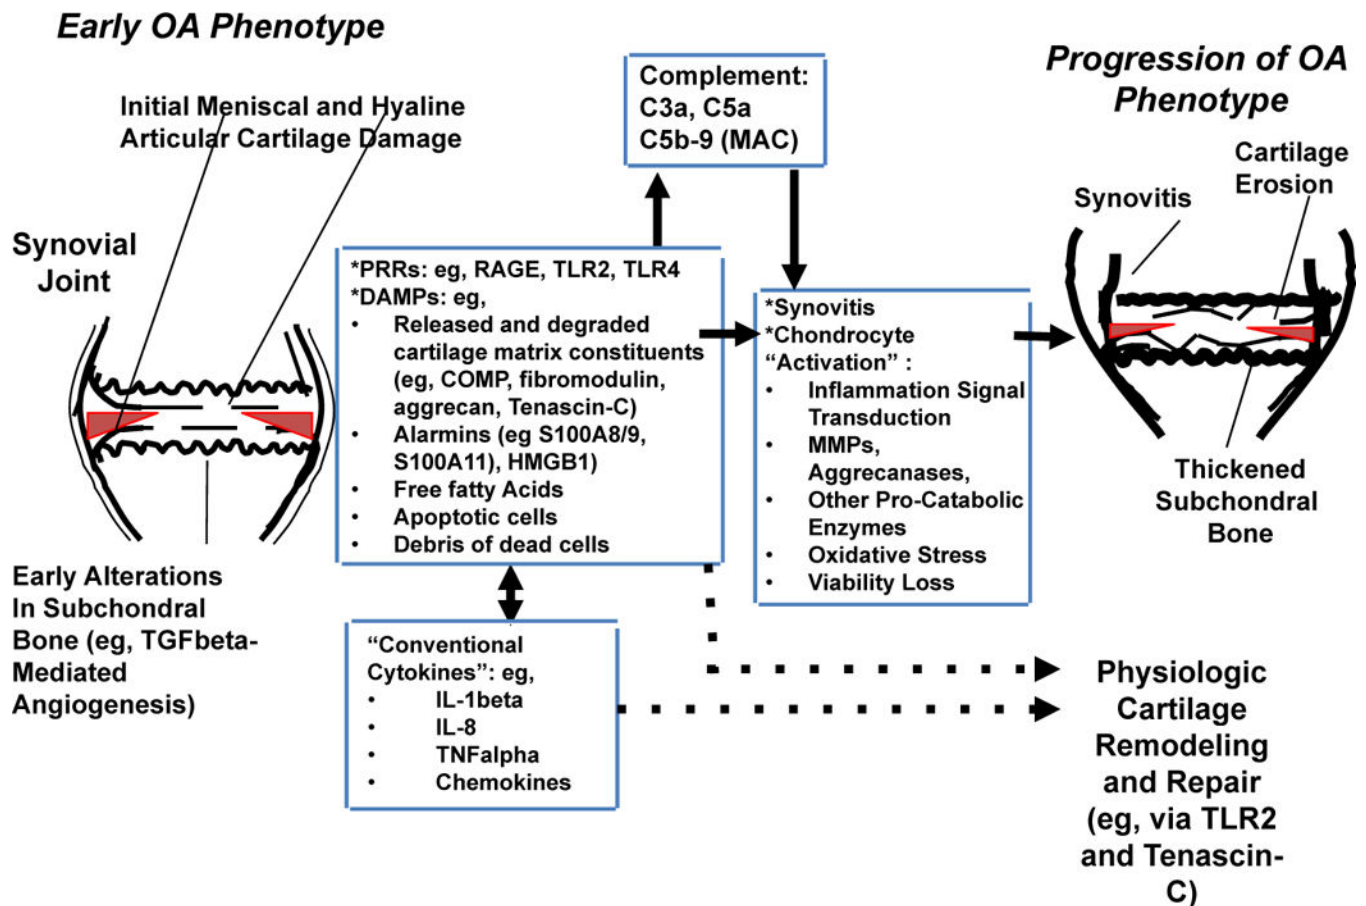 Early OA Phenotype
Initial Meniscal and Hyaline
Articular Cartilage Damage
Synovial
Joint
Early Alterations
In Subchondral
Bone (eg, TGFbeta-
Mediated
Angiogenesis)
Complement:
C3a, C5a
C5b-9 (MAC)
*PRRs: eg, RAGE, TLR2, TLR4
*DAMPs: eg,
• Released and degraded
cartilage matrix constituents
(eg, COMP, fibromodulin,
aggrecan, Tenascin-C)
• Alarmins (eg S100A8/9,
S100A11), HMGB1)
• Free fatty Acids
• Apoptotic cells
• Debris of dead cells
“Conventional
Cytokines”: eg,
• IL-1beta
• IL-8
• TNFalpha
• Chemokines
*Synovitis
*Chondrocyte
“Activation” :
• Inflammation Signal
Transduction
• MMPs,
Aggrecanases,
• Other Pro-Catabolic
Enzymes
• Oxidative Stress
• Viability Loss
Progression of OA
Phenotype
Cartilage
Erosion
Synovitis
Thickened
Subchondral
Bone
Physiologic
Cartilage
Remodeling
and Repair
(eg, via TLR2
and Tenascin-
C)